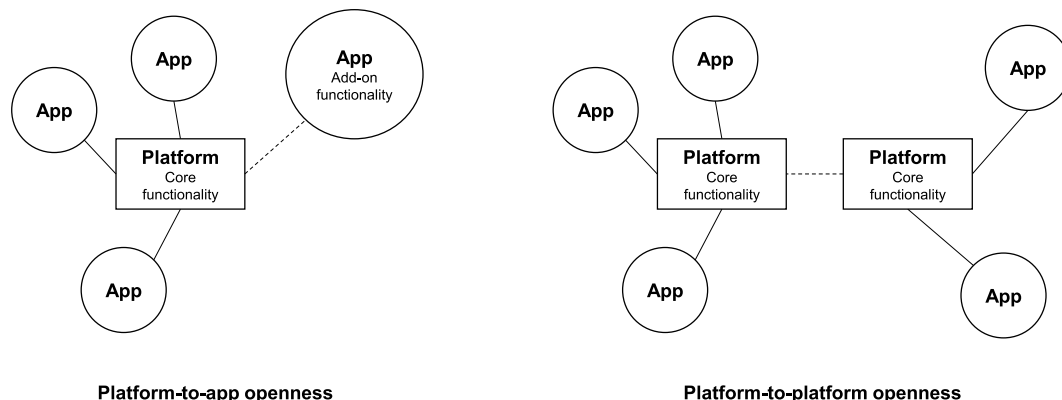 App
App
App
Add-on
functionality
Platform
Core
functionality
App
Platform-to-app openness
App
App
App
Platform
Core
functionality
Platform
Core
functionality
App
App
Platform-to-platform openness